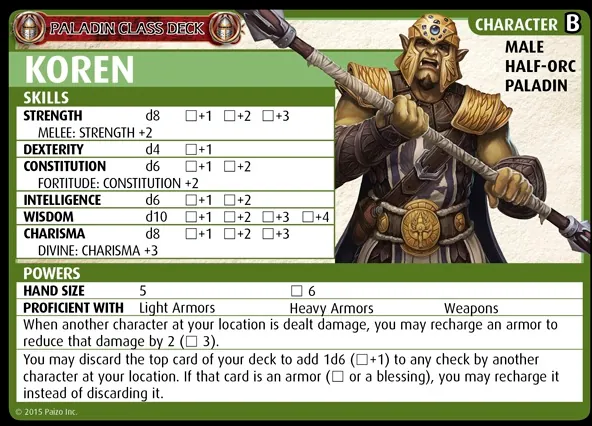 PALADIN CLASS DECK
CHARACTER B
KOREN
MALE
HALF-ORC
PALADIN
SKILLS
STRENGTH d8 □+1 □+2 □+3
MELEE: STRENGTH +2
DEXTERITY d4 □+1
CONSTITUTION d6 □+1 □+2
FORTITUDE: CONSTITUTION +2
INTELLIGENCE d6 □+1 □+2
WISDOM d10 □+1 □+2 □+3 □+4
CHARISMA d8 □+1 □+2 □+3
DIVINE: CHARISMA +3
POWERS
HAND SIZE 5 □ 6
PROFICIENT WITH Light Armors Heavy Armors Weapons
When another character at your location is dealt damage, you may recharge an armor to
reduce that damage by 2 (□ 3).
You may discard the top card of your deck to add 1d6 (□+1) to any check by another
character at your location. If that card is an armor (□ or a blessing), you may recharge it
instead of discarding it.
© 2015 Paizo Inc.